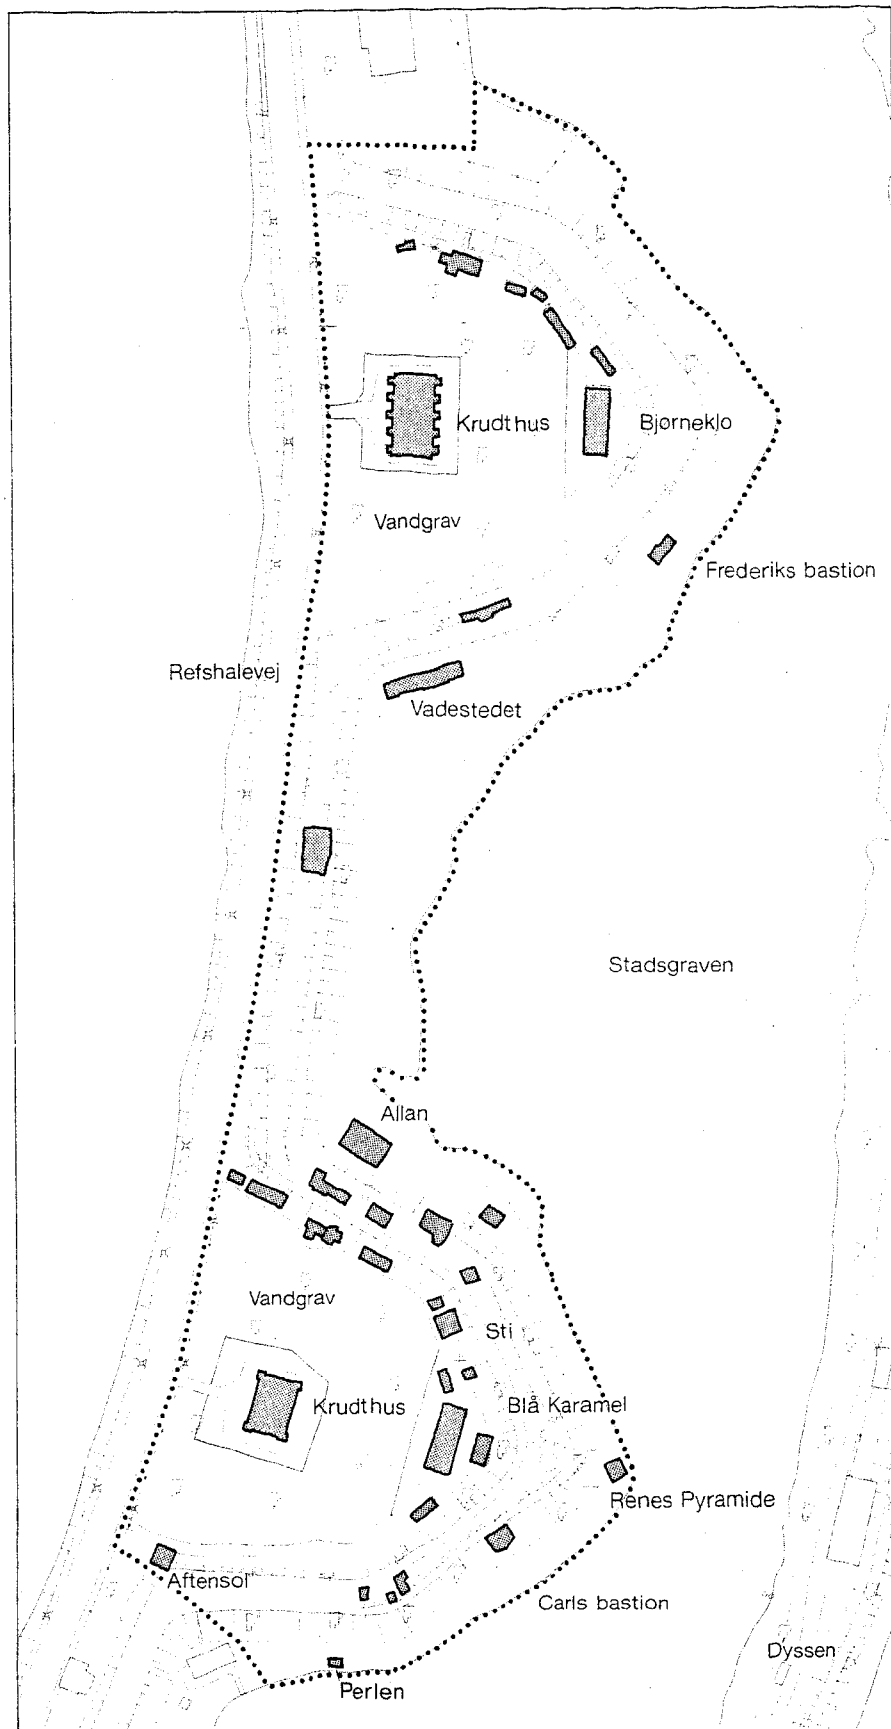 Krudthus
Bjørneklo
Vandgrav
Frederiks bastion
Refshalevej
Vadestedet
Stadsgraven
Allan
Vandgrav
Sti
Krudthus
Blå Karamel
Renes Pyramide
Aftensol
Carls bastion
Dyssen
Perlen